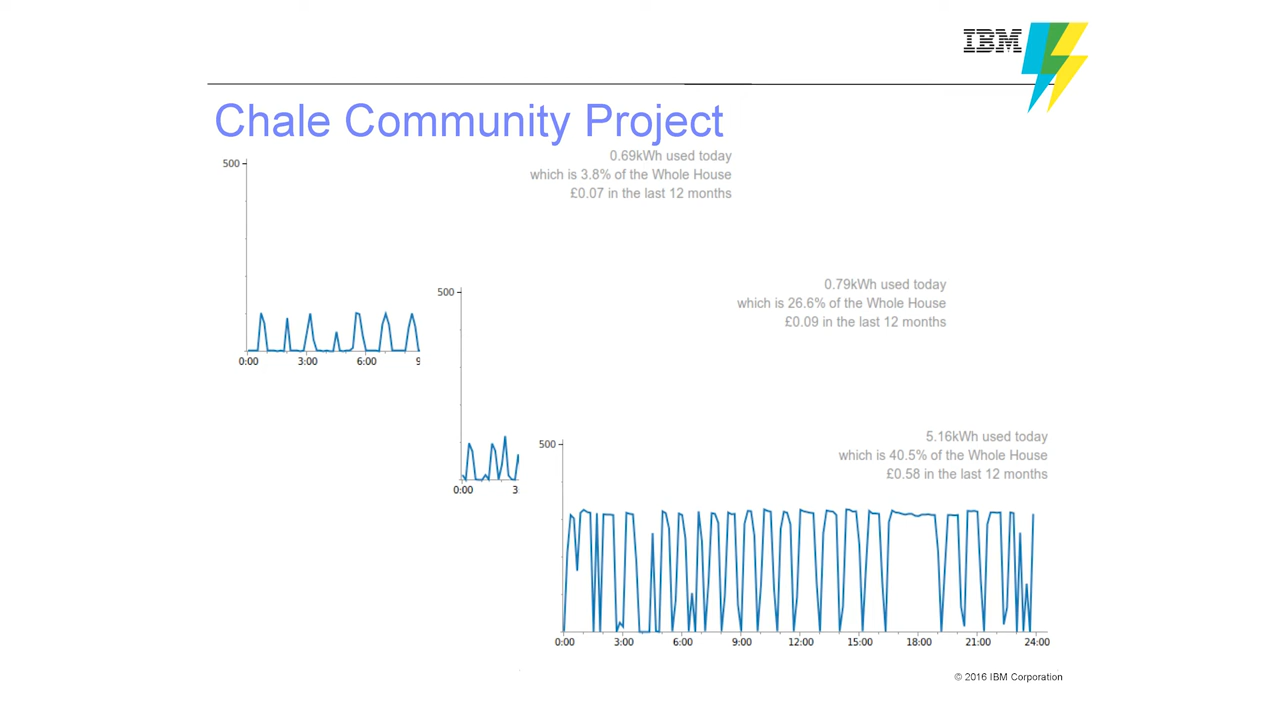 IBM
Chale Community Project
0.69kWh used today
which is 3.8% of the Whole House
£0.07 in the last 12 months
500
0:00 3:00 6:00 9
0.79kWh used today
which is 26.6% of the Whole House
£0.09 in the last 12 months
500
0:00 3
5.16kWh used today
which is 40.5% of the Whole House
£0.58 in the last 12 months
500
0:00 3:00 6:00 9:00 12:00 15:00 18:00 21:00 24:00
© 2016 IBM Corporation